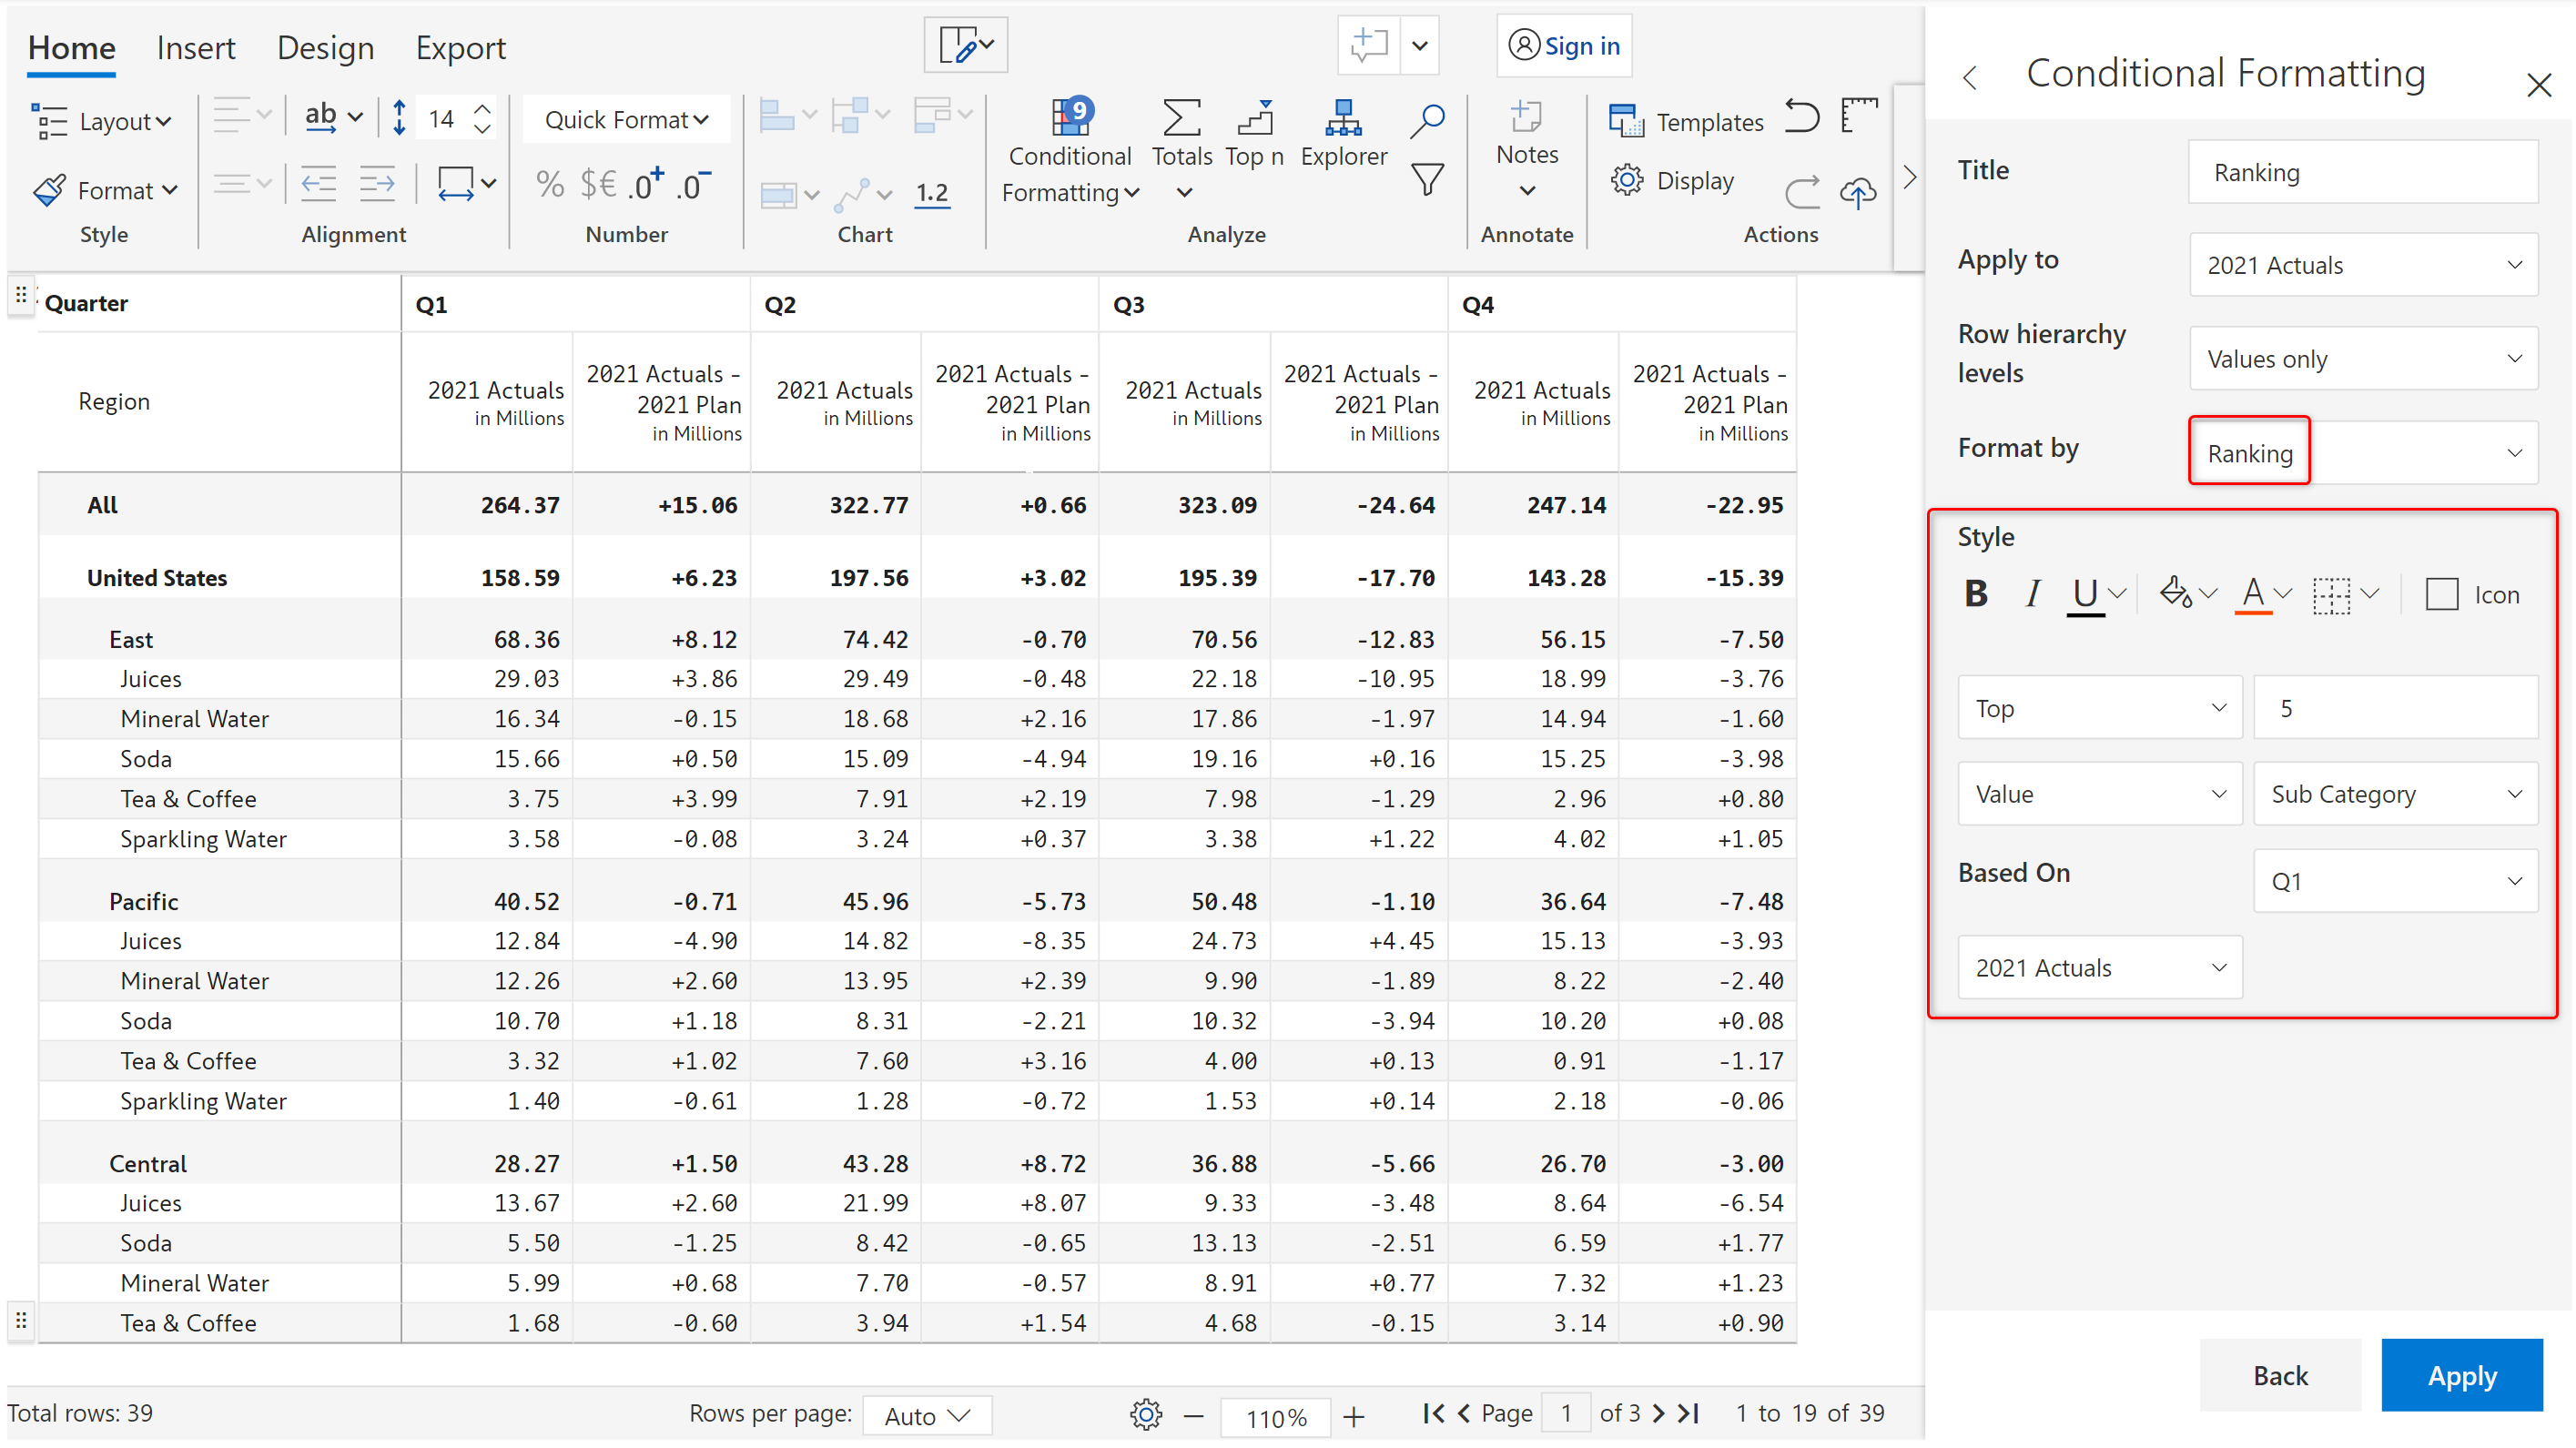 Home Insert Design Export Sign in
Layout ab 14 Quick Format 9 Templates
Conditional Totals Top n Explorer Notes
Format % $€ .0+ .0- 1.2 Formatting Display
Style Alignment Number Chart Analyze Annotate Actions
Quarter Q1 Q2 Q3 Q4
Region 2021 Actuals in Millions 2021 Actuals - 2021 Plan in Millions 2021 Actuals in Millions 2021 Actuals - 2021 Plan in Millions 2021 Actuals in Millions 2021 Actuals - 2021 Plan in Millions 2021 Actuals in Millions 2021 Actuals - 2021 Plan in Millions
All 264.37 +15.06 322.77 +0.66 323.09 -24.64 247.14 -22.95
United States 158.59 +6.23 197.56 +3.02 195.39 -17.70 143.28 -15.39
East 68.36 +8.12 74.42 -0.70 70.56 -12.83 56.15 -7.50
Juices 29.03 +3.86 29.49 -0.48 22.18 -10.95 18.99 -3.76
Mineral Water 16.34 -0.15 18.68 +2.16 17.86 -1.97 14.94 -1.60
Soda 15.66 +0.50 15.09 -4.94 19.16 +0.16 15.25 -3.98
Tea & Coffee 3.75 +3.99 7.91 +2.19 7.98 -1.29 2.96 +0.80
Sparkling Water 3.58 -0.08 3.24 +0.37 3.38 +1.22 4.02 +1.05
Pacific 40.52 -0.71 45.96 -5.73 50.48 -1.10 36.64 -7.48
Juices 12.84 -4.90 14.82 -8.35 24.73 +4.45 15.13 -3.93
Mineral Water 12.26 +2.60 13.95 +2.39 9.90 -1.89 8.22 -2.40
Soda 10.70 +1.18 8.31 -2.21 10.32 -3.94 10.20 +0.08
Tea & Coffee 3.32 +1.02 7.60 +3.16 4.00 +0.13 0.91 -1.17
Sparkling Water 1.40 -0.61 1.28 -0.72 1.53 +0.14 2.18 -0.06
Central 28.27 +1.50 43.28 +8.72 36.88 -5.66 26.70 -3.00
Juices 13.67 +2.60 21.99 +8.07 9.33 -3.48 8.64 -6.54
Soda 5.50 -1.25 8.42 -0.65 13.13 -2.51 6.59 +1.77
Mineral Water 5.99 +0.68 7.70 -0.57 8.91 +0.77 7.32 +1.23
Tea & Coffee 1.68 -0.60 3.94 +1.54 4.68 -0.15 3.14 +0.90
Total rows: 39 Rows per page: Auto 110% Page 1 of 3 1 to 19 of 39
Conditional Formatting
Title Ranking
Apply to 2021 Actuals
Row hierarchy levels Values only
Format by Ranking
Style
B I U A Icon
Top 5
Value Sub Category
Based On Q1
2021 Actuals
Back Apply